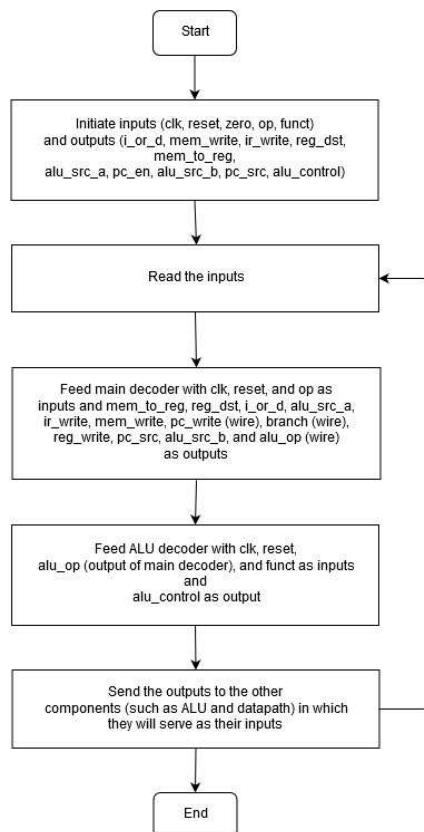 Start
Initiate inputs (clk, reset, zero, op, funct)
and outputs (i_or_d, mem_write, ir_write, reg_dst,
mem_to_reg,
alu_src_a, pc_en, alu_src_b, pc_src, alu_control)
Read the inputs
Feed main decoder with clk, reset, and op as
inputs and mem_to_reg, reg_dst, i_or_d, alu_src_a,
ir_write, mem_write, pc_write (wire), branch (wire),
reg_write, pc_src, alu_src_b, and alu_op (wire)
as outputs
Feed ALU decoder with clk, reset,
alu_op (output of main decoder), and funct as inputs
and
alu_control as output
Send the outputs to the other
components (such as ALU and datapath) in which
they will serve as their inputs
End